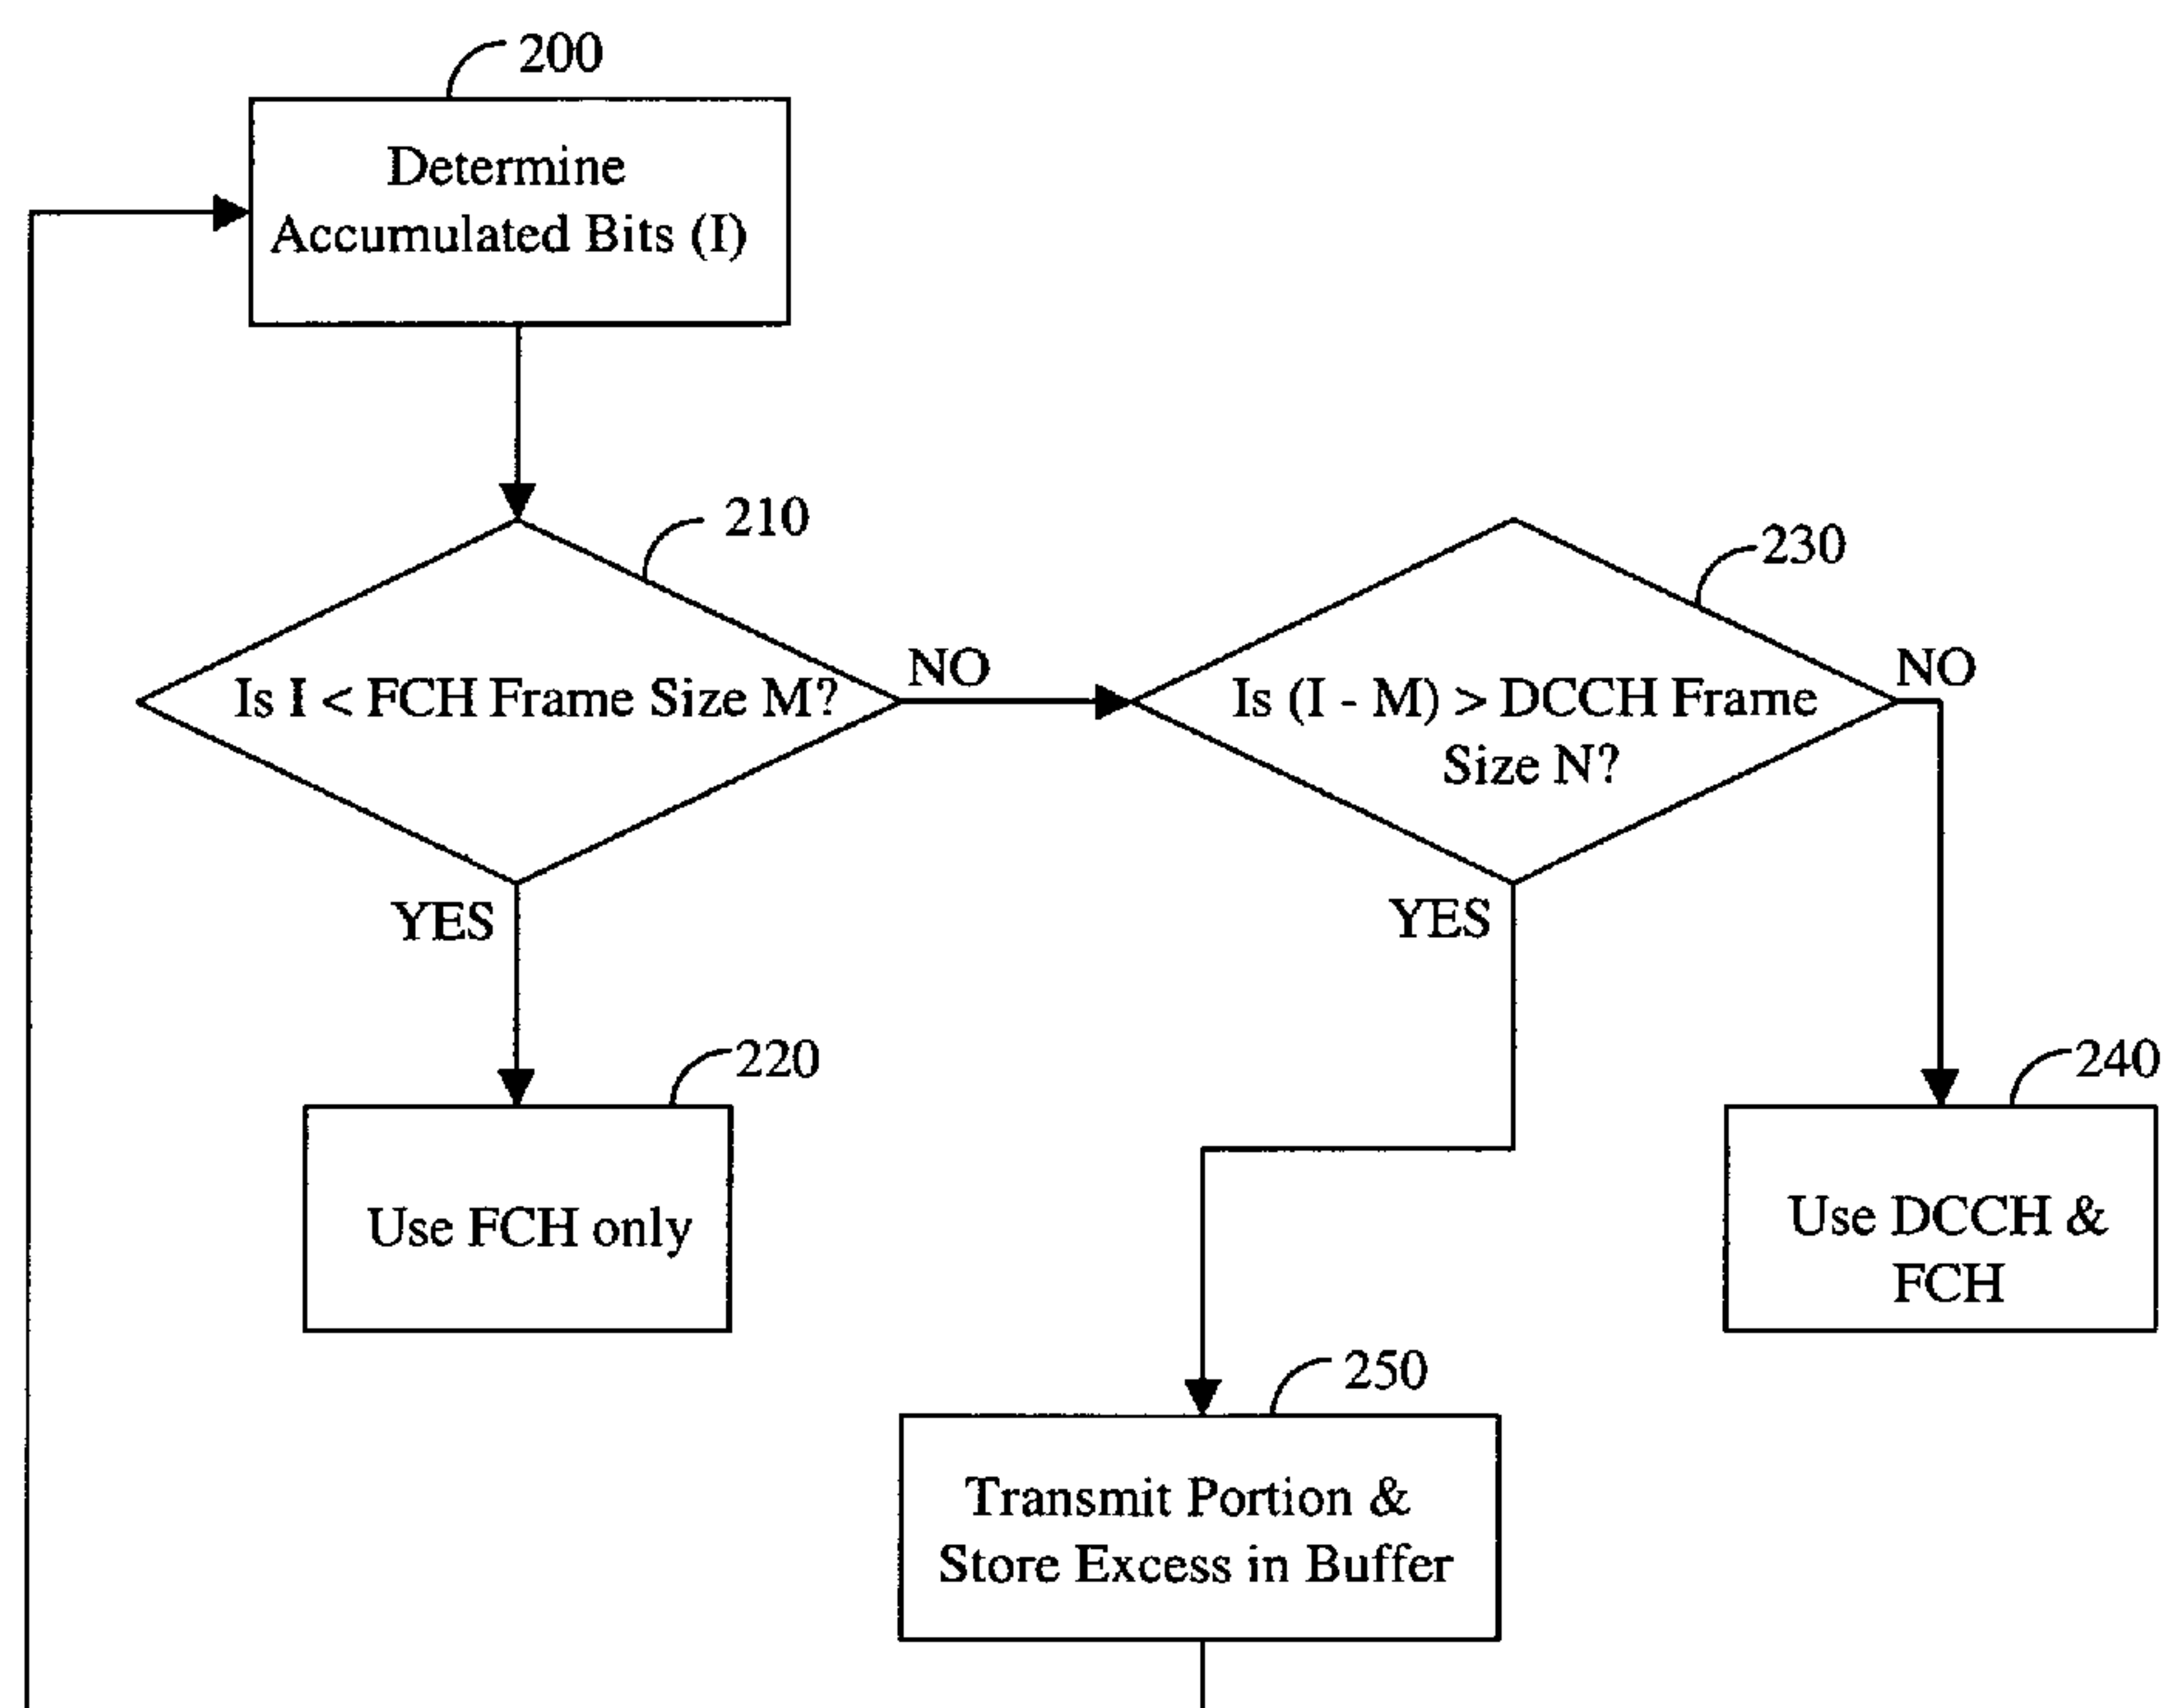 200
Determine
Accumulated Bits (I)
210
Is I < FCH Frame Size M?
NO
YES
230
Is (I - M) > DCCH Frame
Size N?
NO
YES
220
Use FCH only
240
Use DCCH &
FCH
250
Transmit Portion &
Store Excess in Buffer